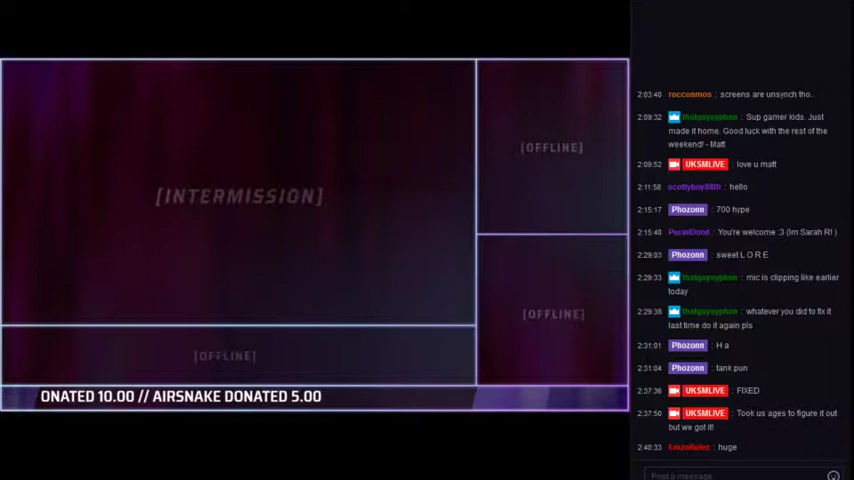 [INTERMISSION]
[OFFLINE]
[OFFLINE]
[OFFLINE]
ONATED 10.00 // AIRSNAKE DONATED 5.00
2:03:40 roccosmos : screens are unsynch tho..
2:09:32 thatguysyphon : Sup gamer kids. Just
made it home. Good luck with the rest of the
weekend! - Matt
2:09:52 UKSMLIVE : love u matt
2:11:58 scottyboy88th : hello
2:15:17 Phozonn : 700 hype
2:15:40 PuriniDood : You're welcome :3 (Im Sarah R! )
2:29:03 Phozonn : sweet L O R E
2:29:33 thatguysyphon : mic is clipping like earlier
today
2:29:38 thatguysyphon : whatever you did to fix it
last time do it again pls
2:31:01 Phozonn : H a
2:31:04 Phozonn : tank pun
2:37:36 UKSMLIVE : FIXED
2:37:50 UKSMLIVE : Took us ages to figure it out
but we got it!
2:40:33 EmzoRulez : huge
Post a message